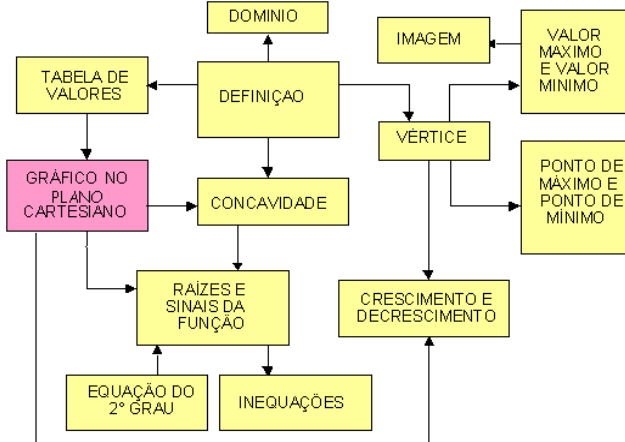 DOMINIO
IMAGEM
VALOR
MAXIMO
E VALOR
MINIMO
TABELA DE
VALORES
DEFINIÇAO
VÉRTICE
GRÁFICO NO
PLANO
CARTESIANO
CONCAVIDADE
PONTO DE
MÁXIMO E
PONTO DE
MÍNIMO
RAÍZES E
SINAIS DA
FUNÇÃO
CRESCIMENTO E
DECRESCIMENTO
EQUAÇÃO DO
2° GRAU
INEQUAÇÕES